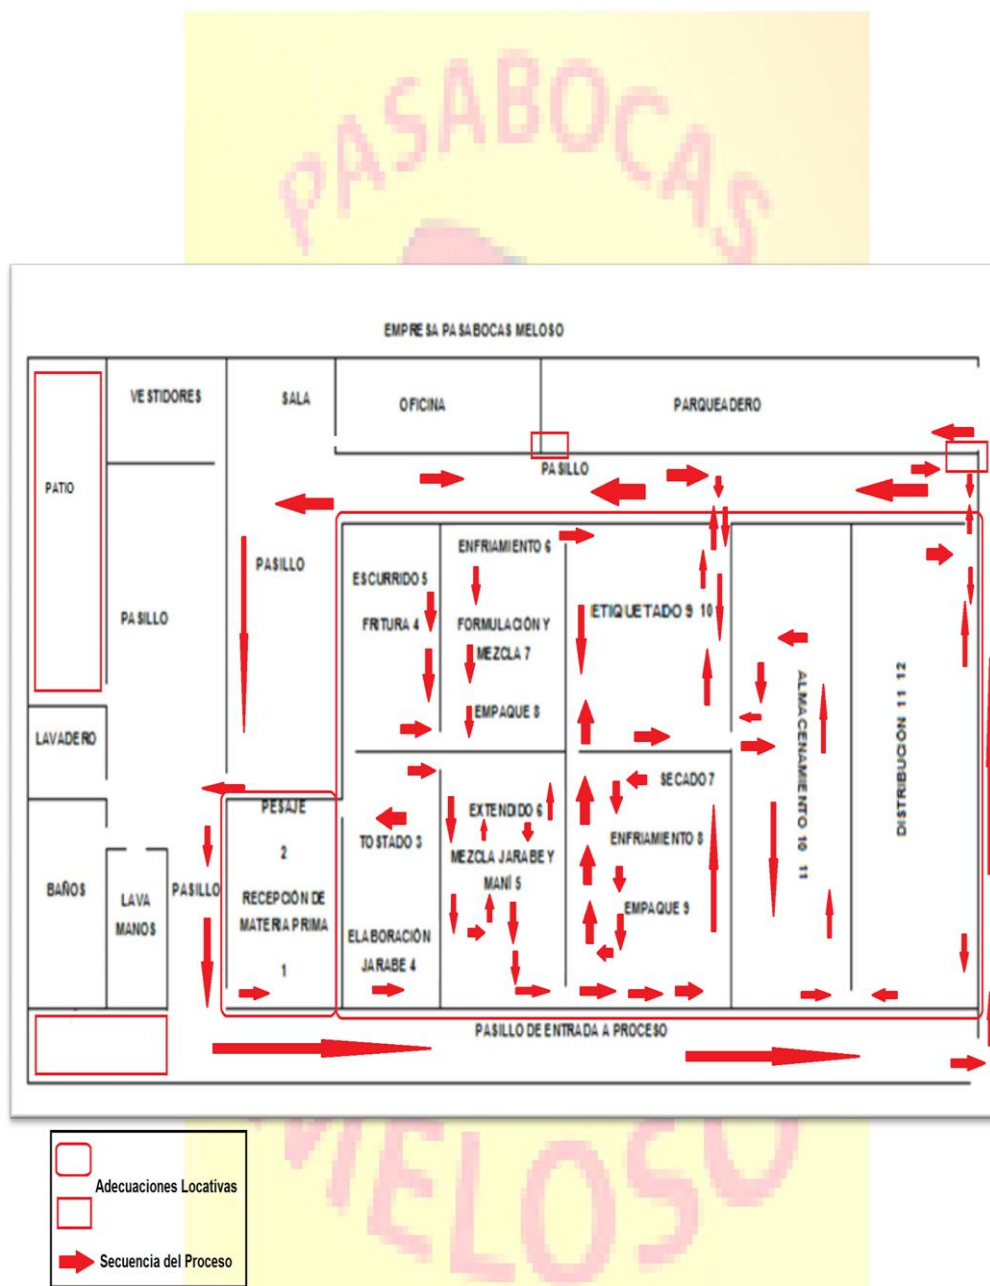 PASABOCAS
EMPRESA PASABOCAS MELOSO
VESTIDORES
SALA
OFICINA
PARQUEADERO
PASILLO
PATIO
ENFRIAMIENTO 6
PASILLO
ESCURRIDO 5
PASILLO
FRITURA 4
FORMULACIÓN Y
MEZCLA 7
ETIQUETADO 9 10
EMPAQUE 8
ALMACENAMIENTO 10 11
DISTRIBUCIÓN 11 12
LAVADERO
PESAJE
2
RECEPCIÓN DE
MATERIA PRIMA
1
TOSTADO 3
EXTENDIDO 6
MEZCLA JARABE Y
MANÍ 5
SECADO 7
ENFRIAMIENTO 8
EMPAQUE 9
BAÑOS
LAVA
MANOS
PASILLO
ELABORACIÓN
JARABE 4
PASILLO DE ENTRADA A PROCESO
MELOSO
Adecuaciones Locativas
Secuencia del Proceso